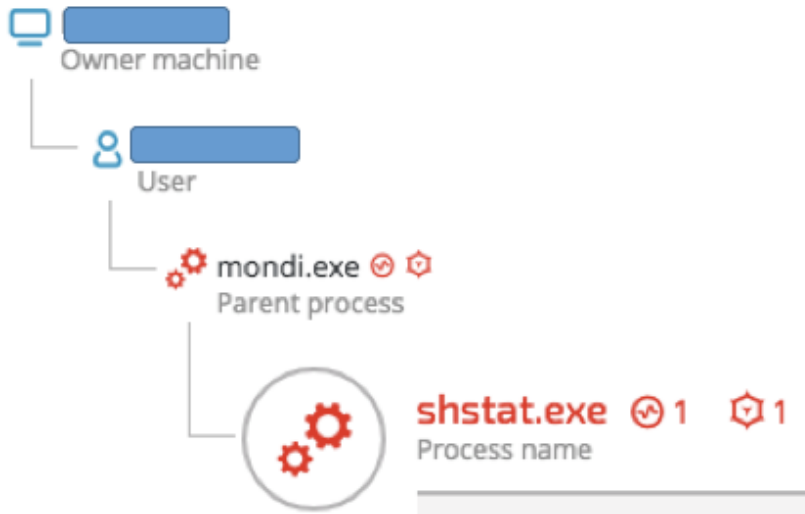 Owner machine
User
mondi.exe
Parent process
shstat.exe 1 1
Process name